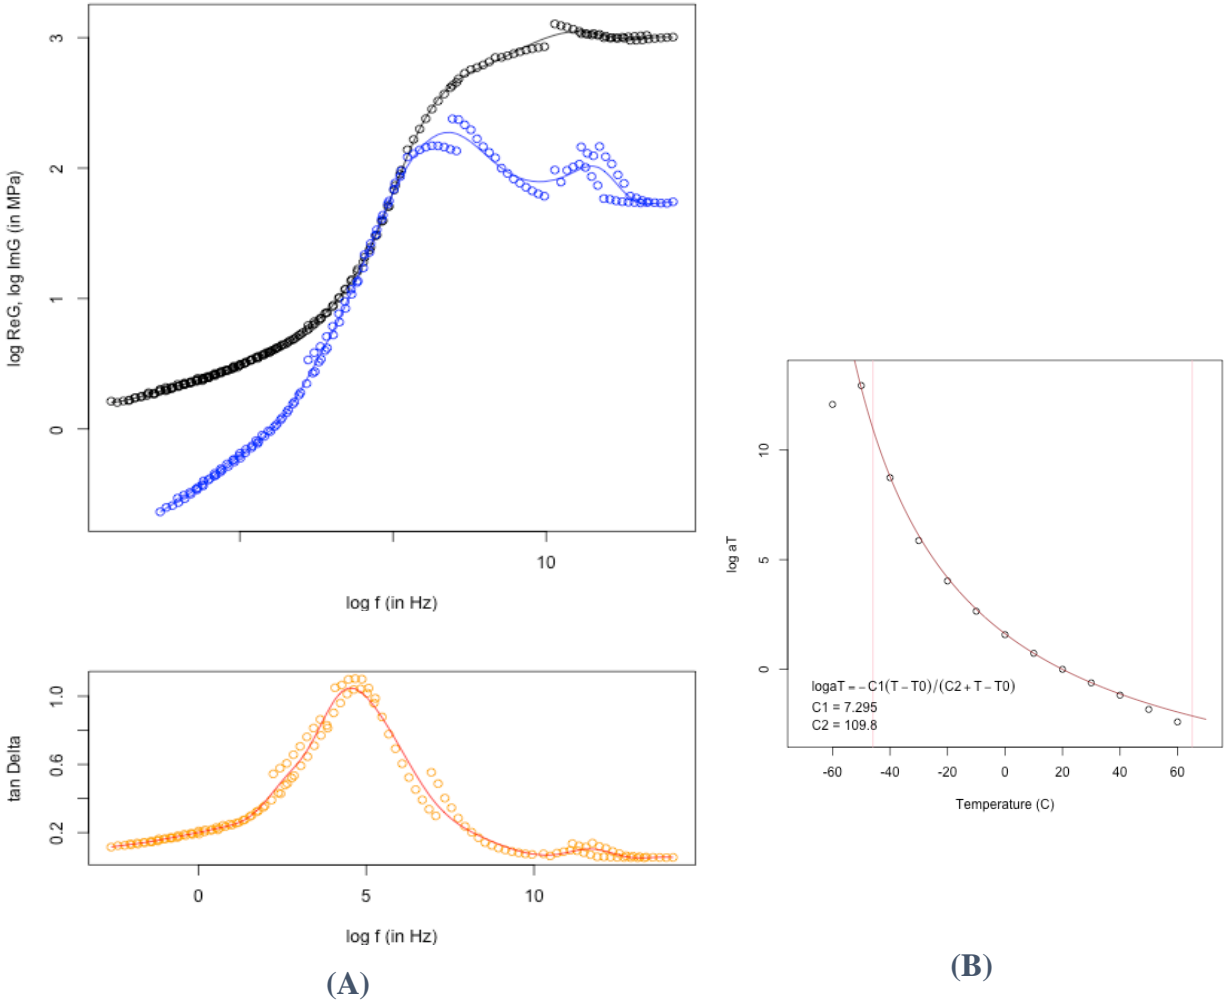 3
2
1
0
log ReG, log ImG (in MPa)
10
log f (in Hz)
1.0
0.6
0.2
tan Delta
0 5 10
log f (in Hz)
(A)
10
5
0
log aT
logaT = −C1(T−T0)/(C2+T−T0)
C1 = 7.295
C2 = 109.8
-60 -40 -20 0 20 40 60
Temperature (C)
(B)